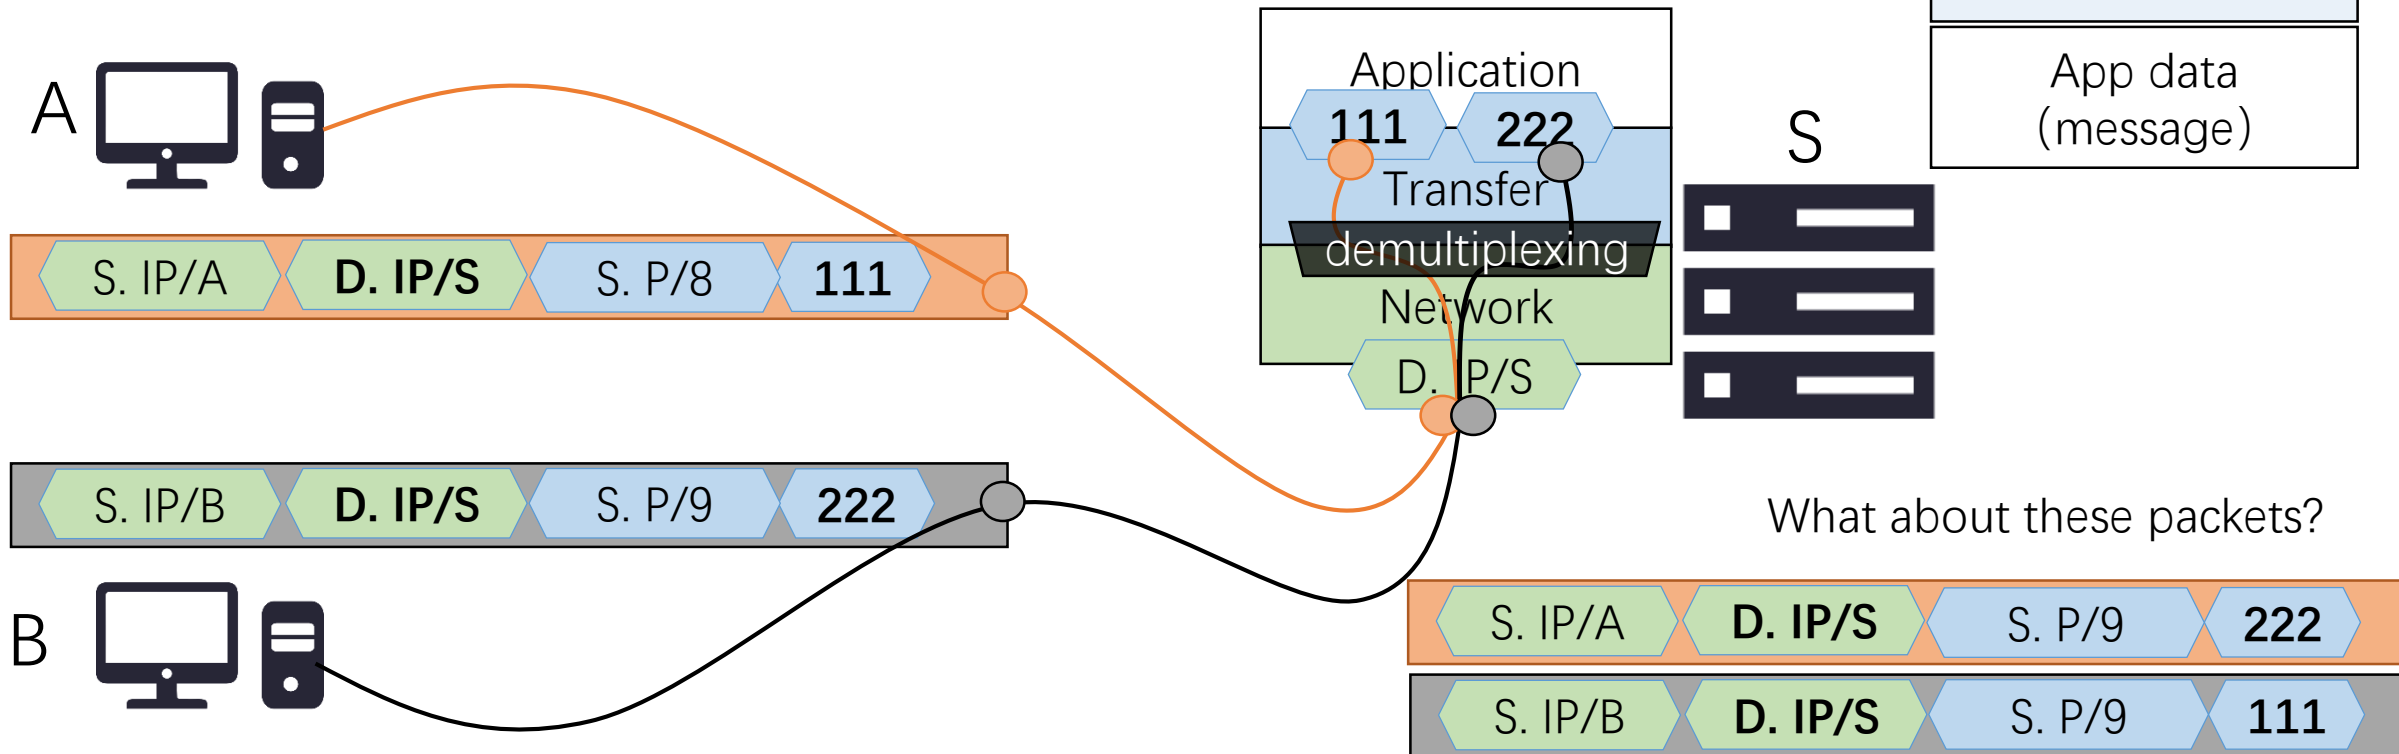 Application
App data
(message)
A
111
222
S
Transfer
demultiplexing
S. IP/A
D. IP/S
S. P/8
111
Network
D. IP/S
S. IP/B
D. IP/S
S. P/9
222
What about these packets?
B
S. IP/A
D. IP/S
S. P/9
222
S. IP/B
D. IP/S
S. P/9
111